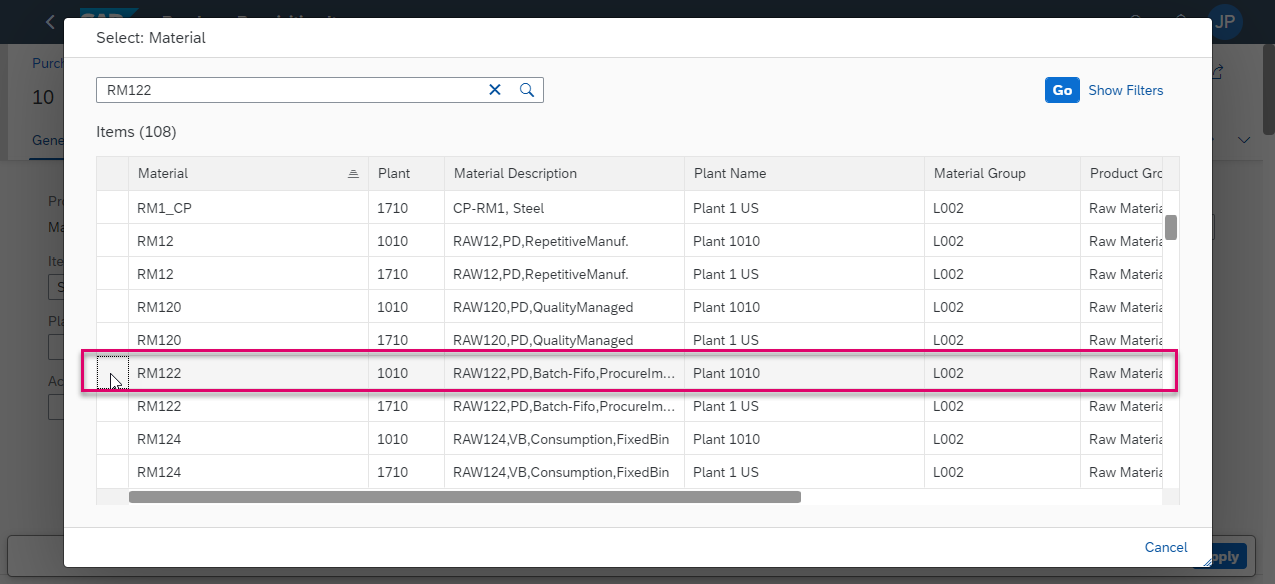 JP
Select: Material
Purch
10
RM122
Go Show Filters
Items (108)
Gene
Material Plant Material Description Plant Name Material Group Product Gro
RM1_CP 1710 CP-RM1, Steel Plant 1 US L002 Raw Materia
RM12 1010 RAW12,PD,RepetitiveManuf. Plant 1010 L002 Raw Materia
RM12 1710 RAW12,PD,RepetitiveManuf. Plant 1 US L002 Raw Materia
RM120 1010 RAW120,PD,QualityManaged Plant 1010 L002 Raw Materia
RM120 1710 RAW120,PD,QualityManaged Plant 1 US L002 Raw Materia
RM122 1010 RAW122,PD,Batch-Fifo,ProcureIm... Plant 1010 L002 Raw Materia
RM122 1710 RAW122,PD,Batch-Fifo,ProcureIm... Plant 1 US L002 Raw Materia
RM124 1010 RAW124,VB,Consumption,FixedBin Plant 1010 L002 Raw Materia
RM124 1710 RAW124,VB,Consumption,FixedBin Plant 1 US L002 Raw Materia
Cancel
pply